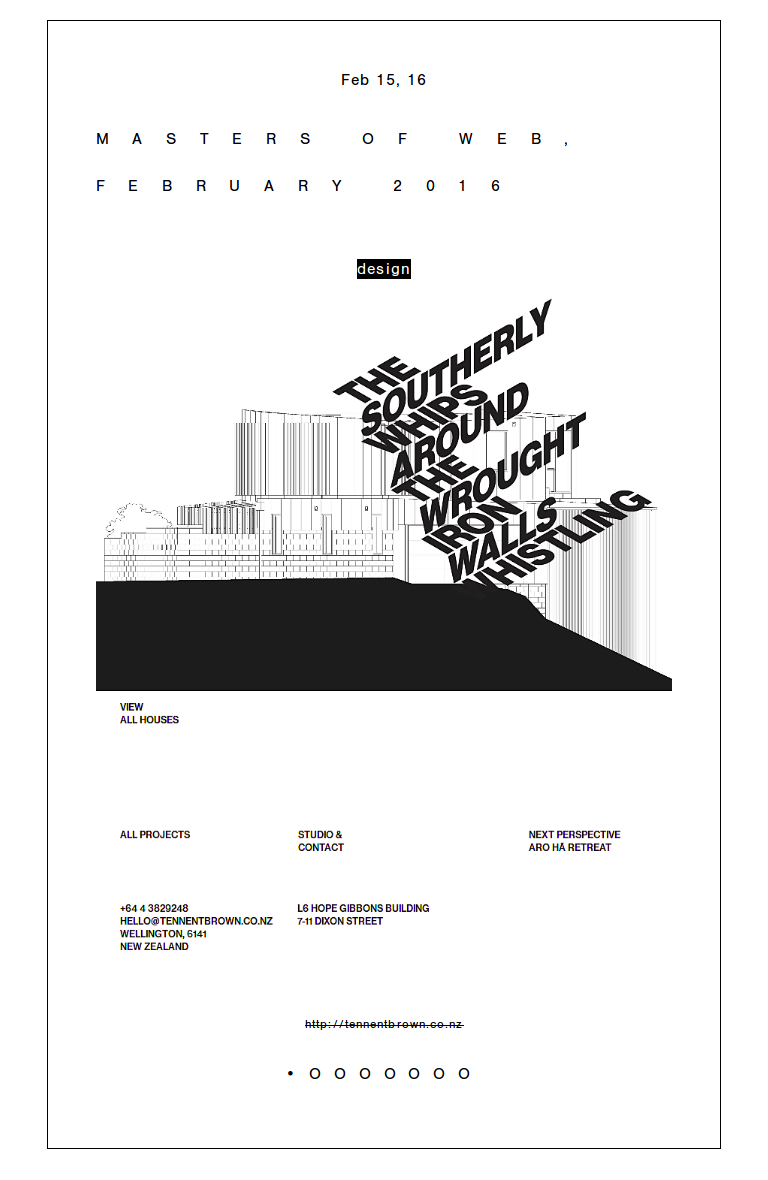 Feb 15, 16
MASTERS OF WEB,
FEBRUARY 2016
design
THE
SOUTHERLY
WHIPS
AROUND
THE
WROUGHT
IRON
WALLS
WHISTLING
VIEW
ALL HOUSES
ALL PROJECTS
STUDIO &
CONTACT
NEXT PERSPECTIVE
ARO HĀ RETREAT
+64 4 3829248
HELLO@TENNENTBROWN.CO.NZ
WELLINGTON, 6141
NEW ZEALAND
L6 HOPE GIBBONS BUILDING
7-11 DIXON STREET
http://tennentbrown.co.nz